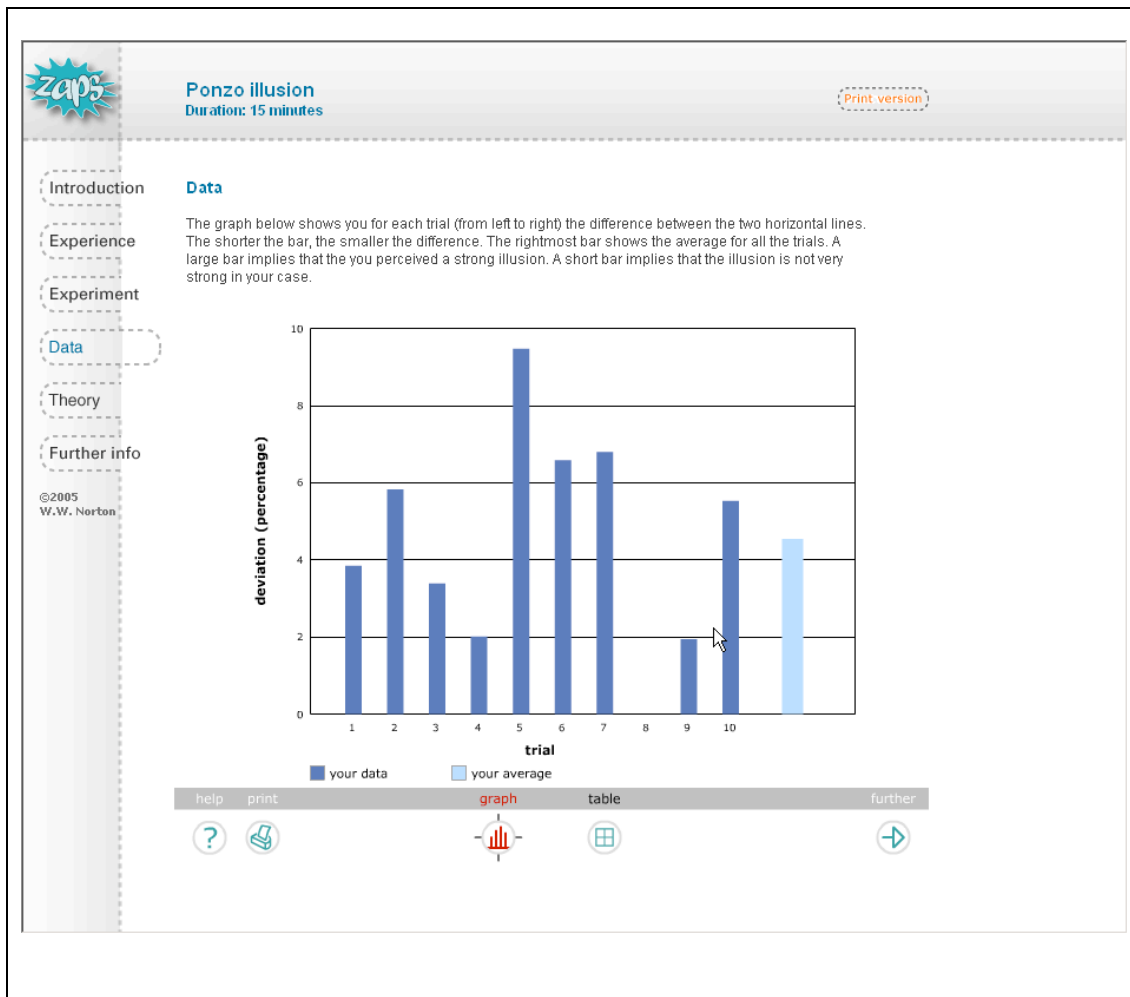 zaps
Ponzo illusion
Duration: 15 minutes
Print version
Introduction
Experience
Experiment
Data
Theory
Further info
©2005
W.W. Norton
Data
The graph below shows you for each trial (from left to right) the difference between the two horizontal lines.
The shorter the bar, the smaller the difference. The rightmost bar shows the average for all the trials. A
large bar implies that the you perceived a strong illusion. A short bar implies that the illusion is not very
strong in your case.
deviation (percentage)
10
8
6
4
2
0
1 2 3 4 5 6 7 8 9 10
trial
your data your average
help print graph table further
?